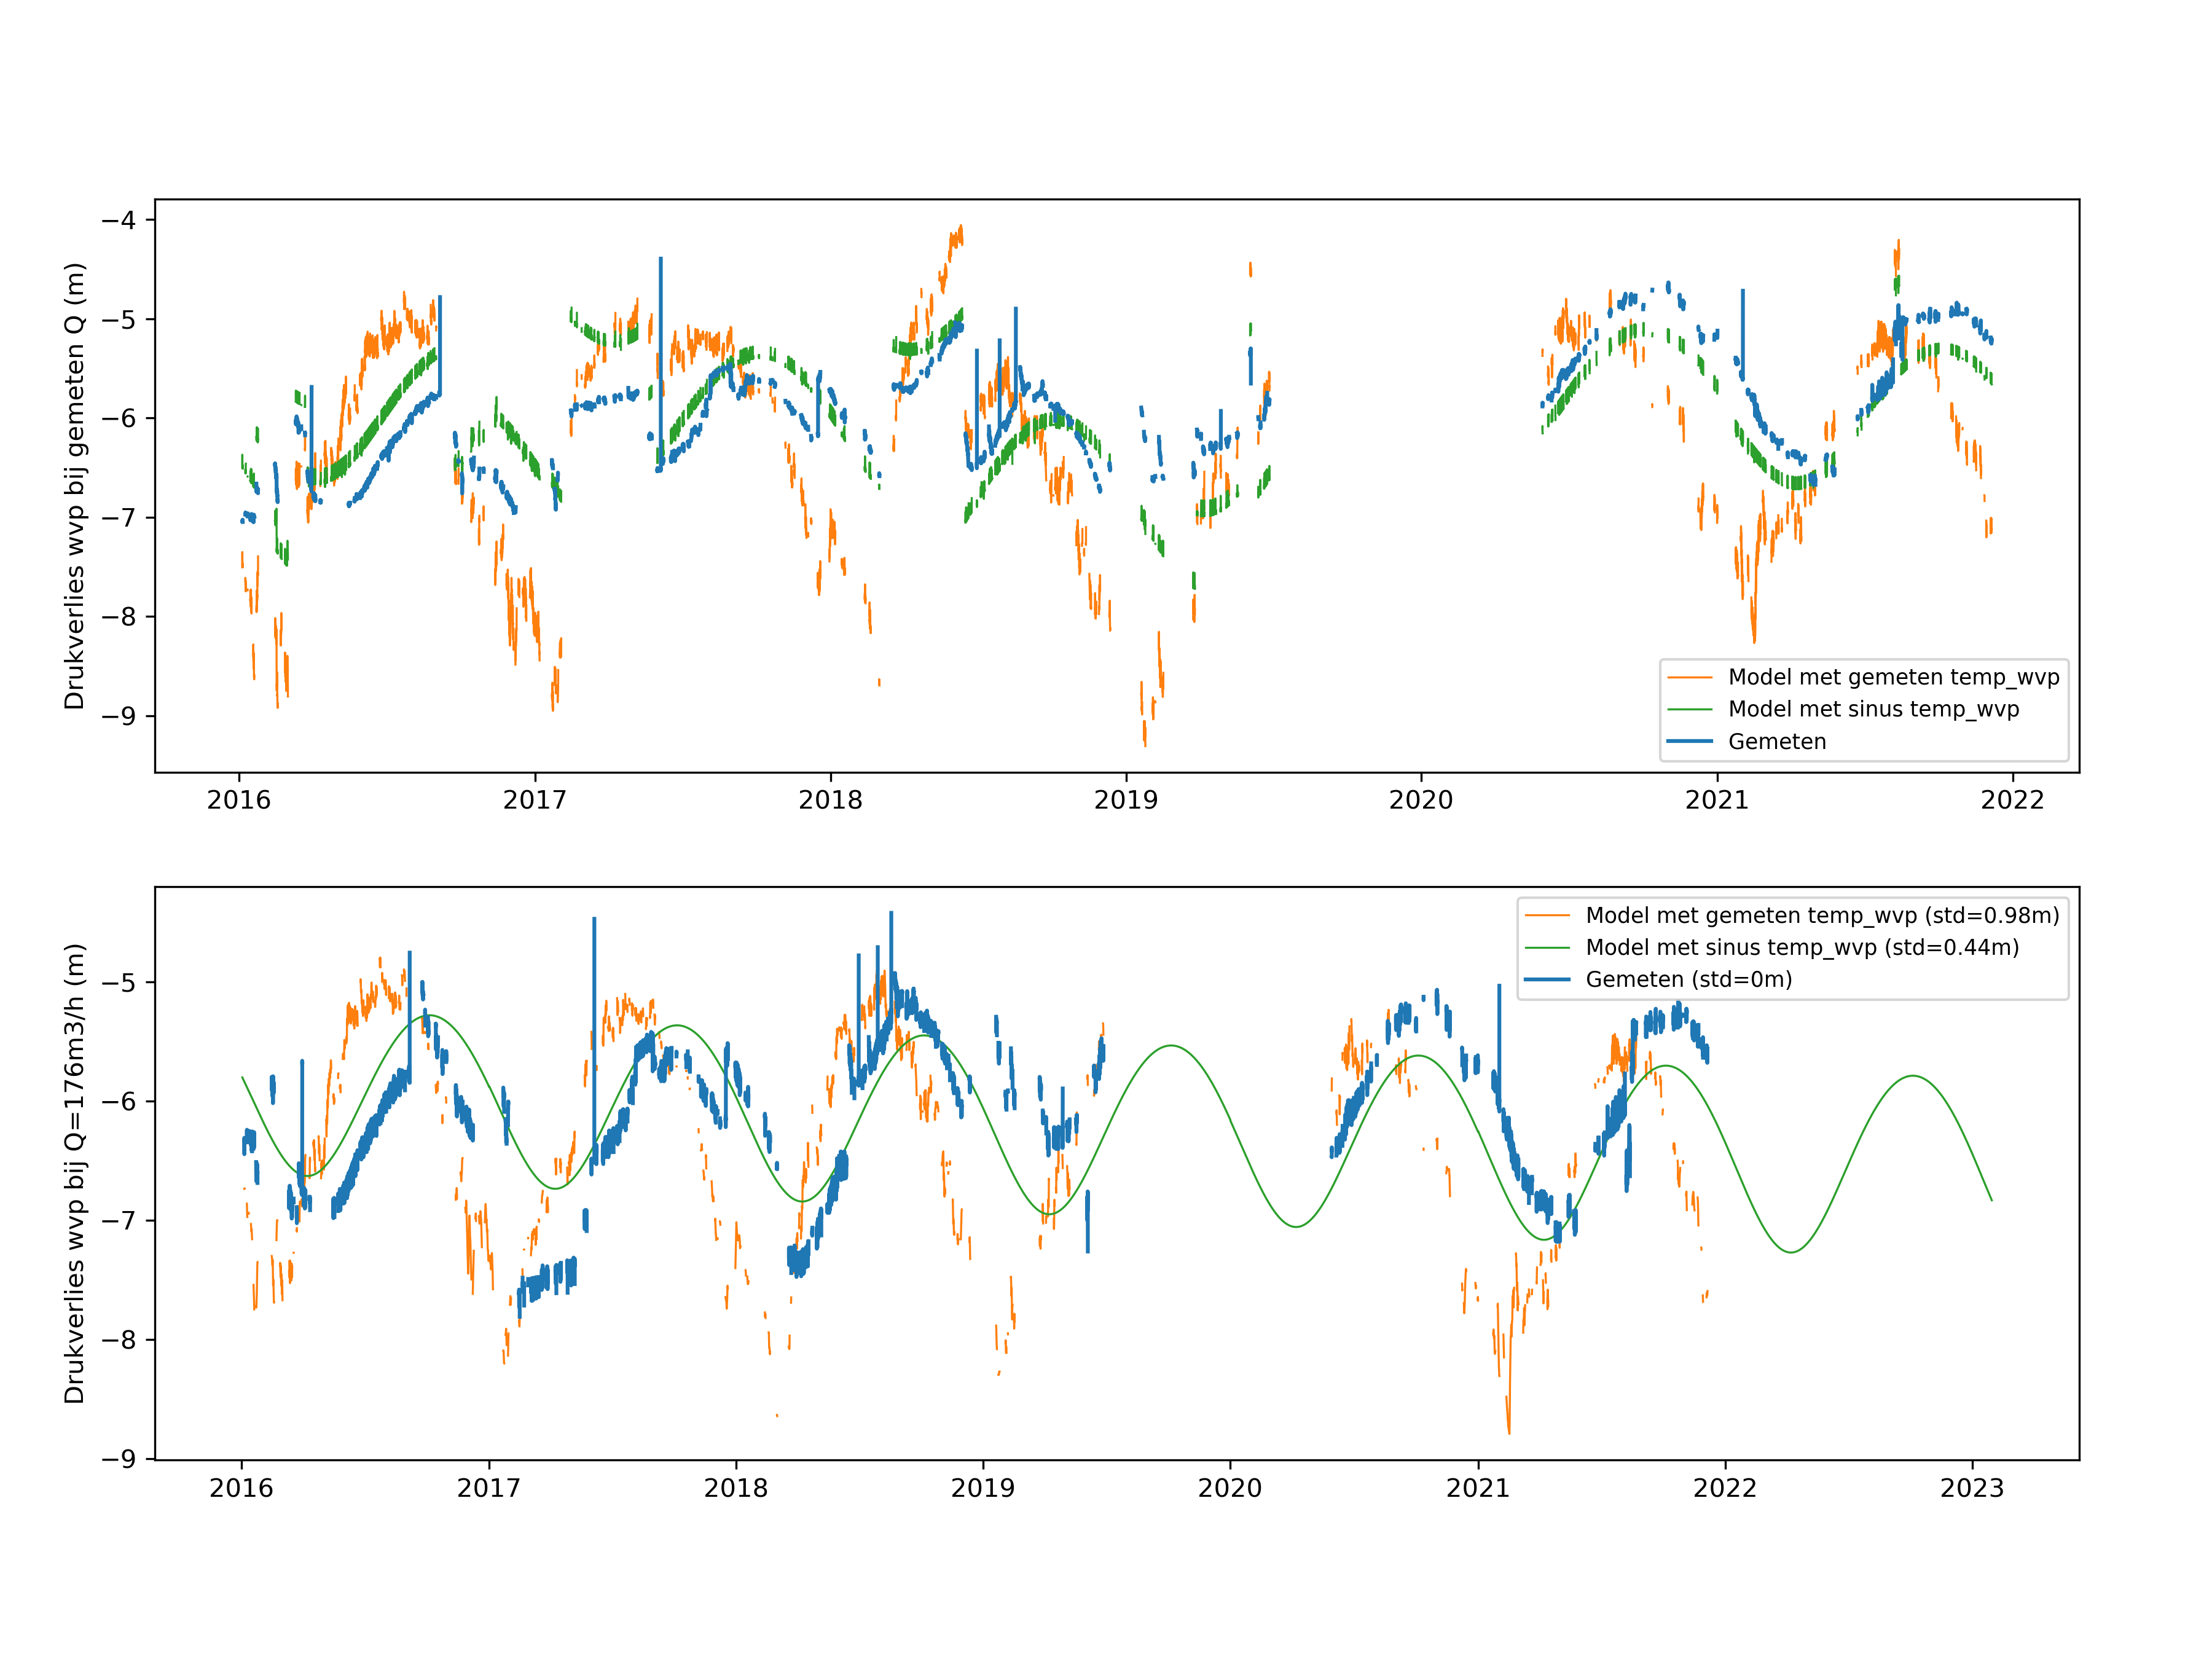 Drukverlies wvp bij gemeten Q (m)
−4
−5
−6
−7
−8
−9
Model met gemeten temp_wvp
Model met sinus temp_wvp
Gemeten
2016 2017 2018 2019 2020 2021 2022
Drukverlies wvp bij Q=176m3/h (m)
−5
−6
−7
−8
−9
Model met gemeten temp_wvp (std=0.98m)
Model met sinus temp_wvp (std=0.44m)
Gemeten (std=0m)
2016 2017 2018 2019 2020 2021 2022 2023